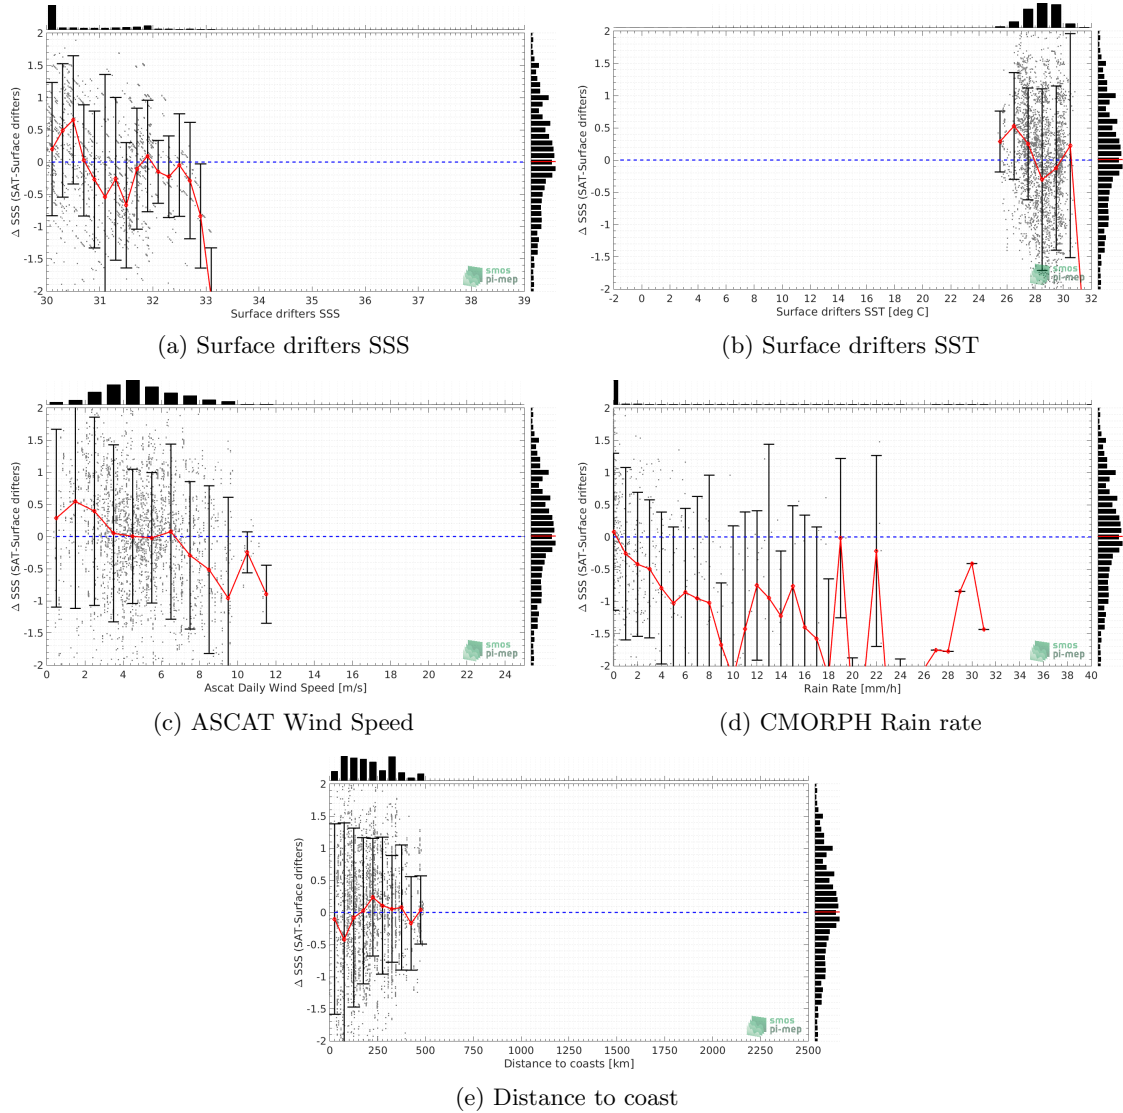 2
1.5
1
0.5
0
-0.5
-1
-1.5
-2
Δ SSS (SAT-Surface drifters)
smos
pi-mep
30 31 32 33 34 35 36 37 38 39
Surface drifters SSS
(a) Surface drifters SSS
2
1.5
1
0.5
0
-0.5
-1
-1.5
-2
Δ SSS (SAT-Surface drifters)
smos
pi-mep
-2 0 2 4 6 8 10 12 14 16 18 20 22 24 26 28 30 32
Surface drifters SST [deg C]
(b) Surface drifters SST
2
1.5
1
0.5
0
-0.5
-1
-1.5
-2
Δ SSS (SAT-Surface drifters)
smos
pi-mep
0 2 4 6 8 10 12 14 16 18 20 22 24
Ascat Daily Wind Speed [m/s]
(c) ASCAT Wind Speed
2
1.5
1
0.5
0
-0.5
-1
-1.5
-2
Δ SSS (SAT-Surface drifters)
smos
pi-mep
0 2 4 6 8 10 12 14 16 18 20 22 24 26 28 30 32 34 36 38 40
Rain Rate [mm/h]
(d) CMORPH Rain rate
2
1.5
1
0.5
0
-0.5
-1
-1.5
-2
Δ SSS (SAT-Surface drifters)
smos
pi-mep
0 250 500 750 1000 1250 1500 1750 2000 2250 2500
Distance to coasts [km]
(e) Distance to coast